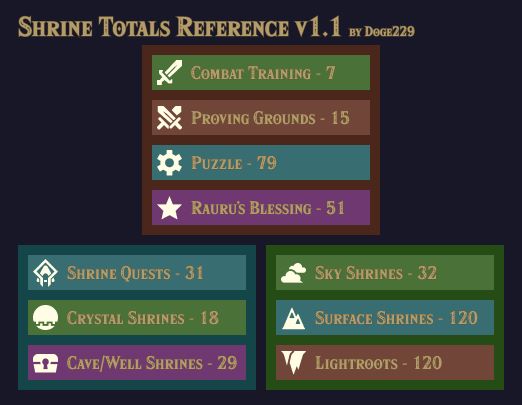 Shrine Totals Reference v1.1 by Doge229
Combat Training - 7
Proving Grounds - 15
Puzzle - 79
Rauru's Blessing - 51
Shrine Quests - 31
Crystal Shrines - 18
Cave/Well Shrines - 29
Sky Shrines - 32
Surface Shrines - 120
Lightroots - 120